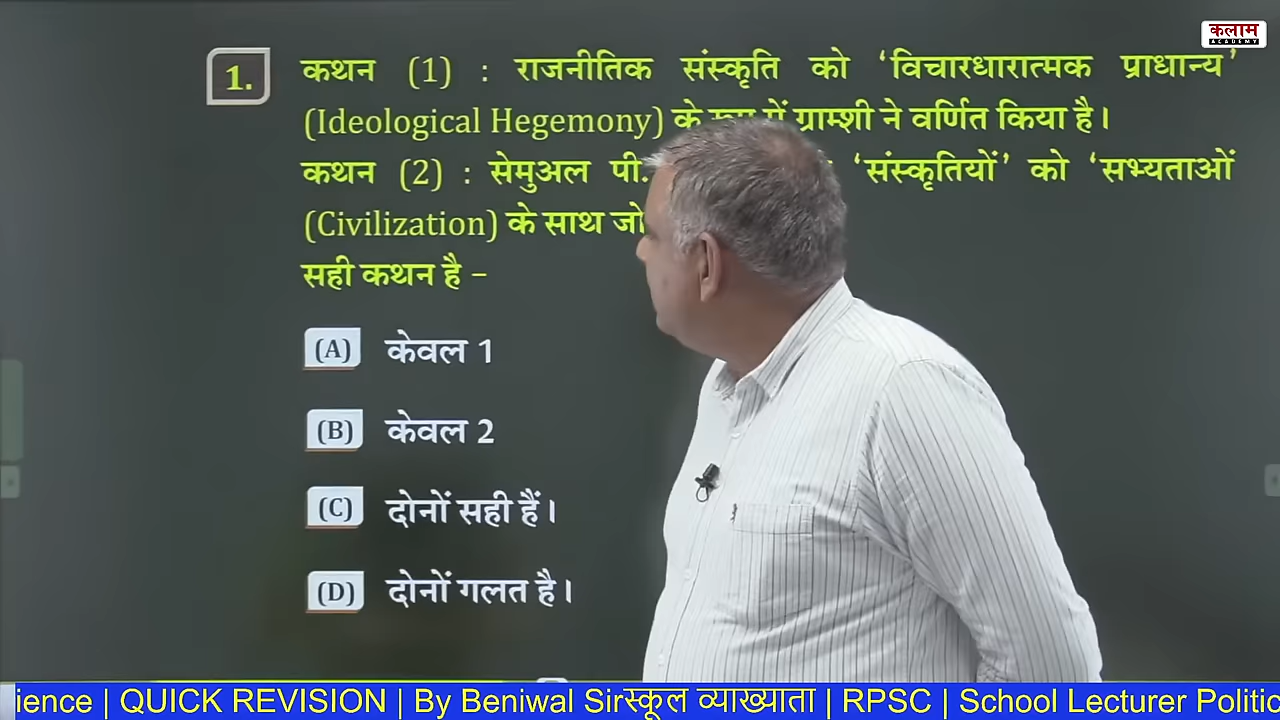 कलाम
ACADEMY
1.
कथन (1) : राजनीतिक संस्कृति को ‘विचारधारात्मक प्राधान्य’
(Ideological Hegemony) के में ग्राम्शी ने वर्णित किया है।
कथन (2) : सेमुअल पी. ‘संस्कृतियों’ को ‘सभ्यताओं
(Civilization) के साथ
सही कथन है –
(A) केवल 1
(B) केवल 2
(C) दोनों सही हैं।
(D) दोनों गलत है।
ience | QUICK REVISION | By Beniwal Sirस्कूल व्याख्याता | RPSC | School Lecturer Politic